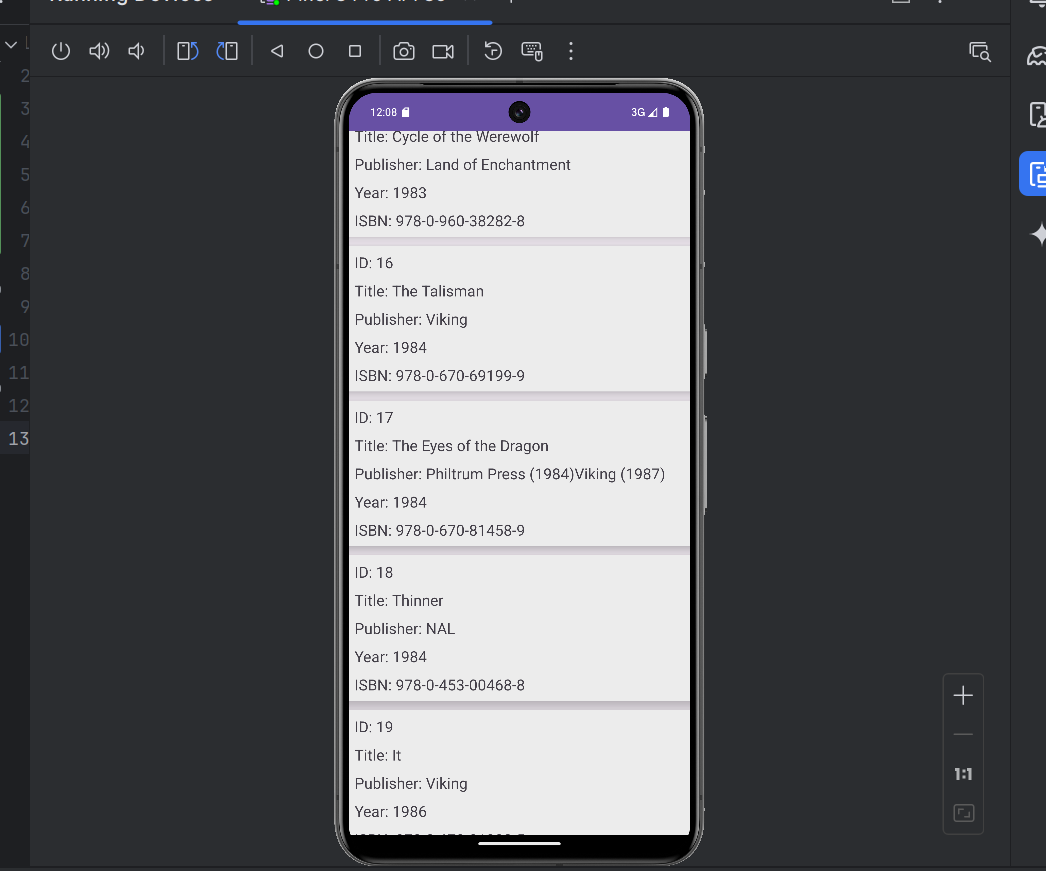 Running Devices
2
3
4
5
6
7
8
9
10
11
12
13
12:08
3G
Title: Cycle of the Werewolf
Publisher: Land of Enchantment
Year: 1983
ISBN: 978-0-960-38282-8
ID: 16
Title: The Talisman
Publisher: Viking
Year: 1984
ISBN: 978-0-670-69199-9
ID: 17
Title: The Eyes of the Dragon
Publisher: Philtrum Press (1984)Viking (1987)
Year: 1984
ISBN: 978-0-670-81458-9
ID: 18
Title: Thinner
Publisher: NAL
Year: 1984
ISBN: 978-0-453-00468-8
ID: 19
Title: It
Publisher: Viking
Year: 1986
1:1